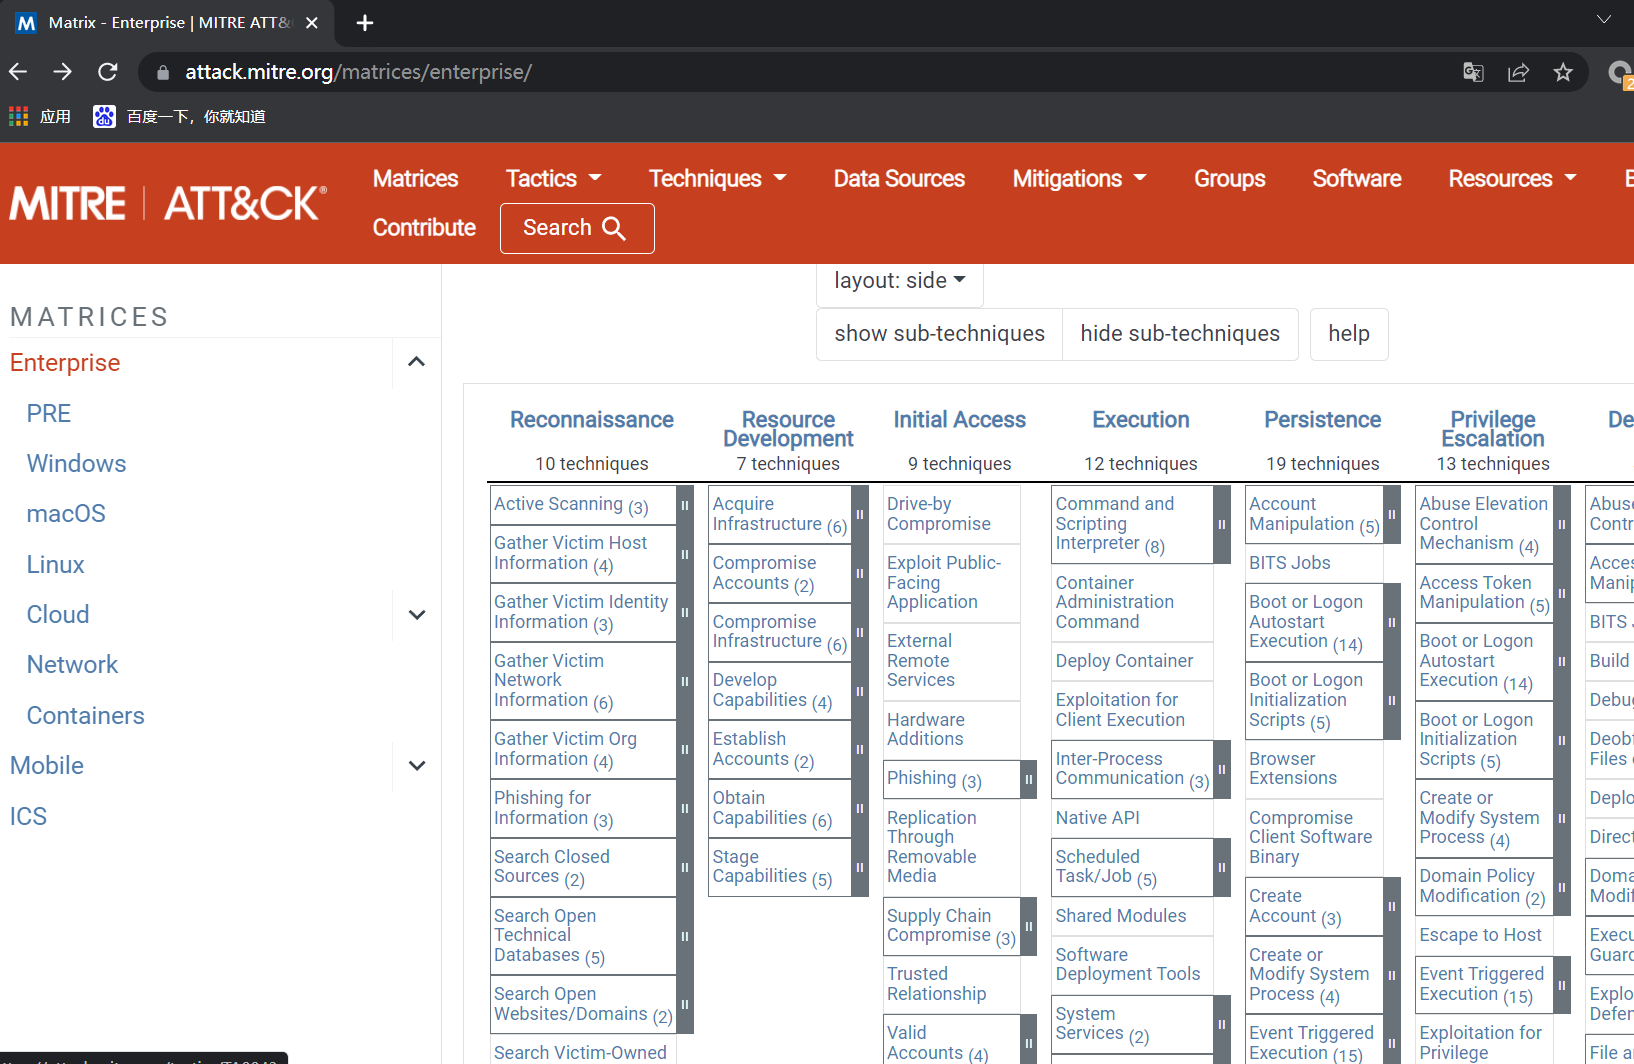 Matrix - Enterprise | MITRE ATT&
attack.mitre.org/matrices/enterprise/
应用
百度一下，你就知道
MITRE | ATT&CK®
Matrices
Tactics
Techniques
Data Sources
Mitigations
Groups
Software
Resources
Contribute
Search
layout: side
show sub-techniques
hide sub-techniques
help
MATRICES
Enterprise
PRE
Windows
macOS
Linux
Cloud
Network
Containers
Mobile
ICS
Reconnaissance
10 techniques
Active Scanning (3)
Gather Victim Host
Information (4)
Gather Victim Identity
Information (3)
Gather Victim
Network
Information (6)
Gather Victim Org
Information (4)
Phishing for
Information (3)
Search Closed
Sources (2)
Search Open
Technical
Databases (5)
Search Open
Websites/Domains (2)
Search Victim-Owned
Resource
Development
7 techniques
Acquire
Infrastructure (6)
Compromise
Accounts (2)
Compromise
Infrastructure (6)
Develop
Capabilities (4)
Establish
Accounts (2)
Obtain
Capabilities (6)
Stage
Capabilities (5)
Initial Access
9 techniques
Drive-by
Compromise
Exploit Public-
Facing
Application
External
Remote
Services
Hardware
Additions
Phishing (3)
Replication
Through
Removable
Media
Supply Chain
Compromise (3)
Trusted
Relationship
Valid
Accounts (4)
Execution
12 techniques
Command and
Scripting
Interpreter (8)
Container
Administration
Command
Deploy Container
Exploitation for
Client Execution
Inter-Process
Communication (3)
Native API
Scheduled
Task/Job (5)
Shared Modules
Software
Deployment Tools
System
Services (2)
Persistence
19 techniques
Account
Manipulation (5)
BITS Jobs
Boot or Logon
Autostart
Execution (14)
Boot or Logon
Initialization
Scripts (5)
Browser
Extensions
Compromise
Client Software
Binary
Create
Account (3)
Create or
Modify System
Process (4)
Event Triggered
Execution (15)
Privilege
Escalation
13 techniques
Abuse Elevation
Control
Mechanism (4)
Access Token
Manipulation (5)
Boot or Logon
Autostart
Execution (14)
Boot or Logon
Initialization
Scripts (5)
Create or
Modify System
Process (4)
Domain Policy
Modification (2)
Escape to Host
Event Triggered
Execution (15)
Exploitation for
Privilege
De
Abuse
Contr
Acces
Manip
BITS
Build
Debug
Deob
Files
Deplo
Direct
Doma
Modif
Execu
Guard
Explo
Defen
File a